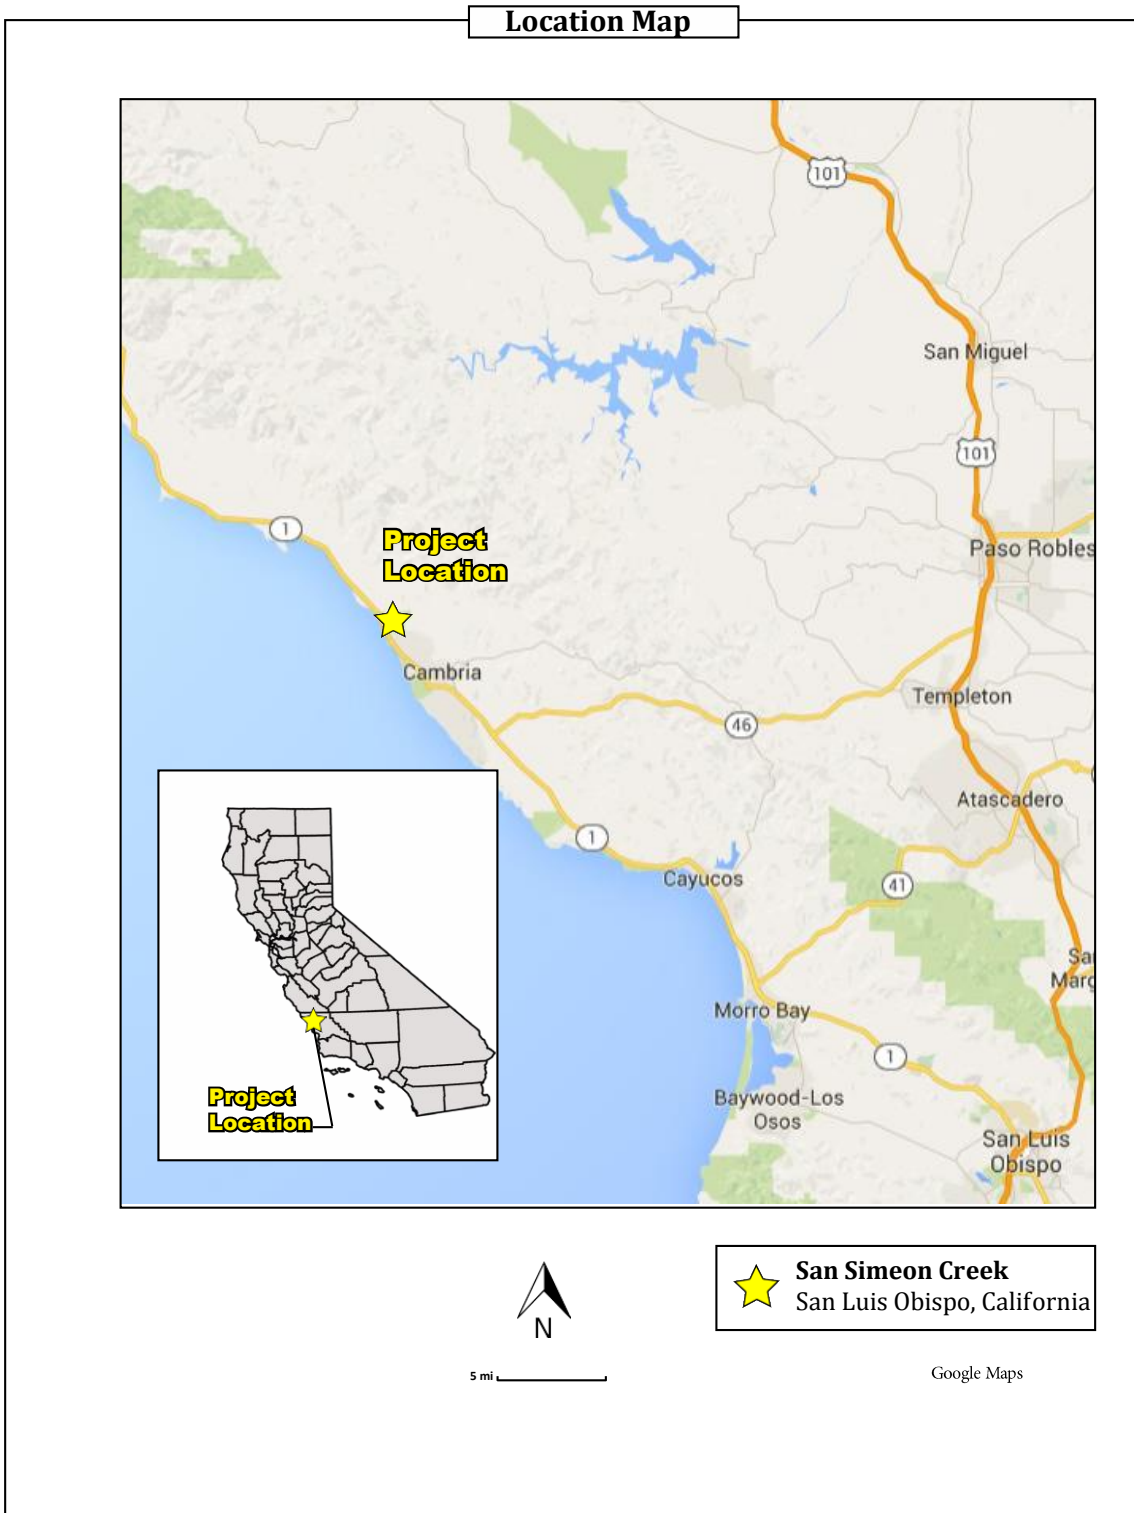 Location Map
101
San Miguel
101
1
Project
Location
Paso Robles
Cambria
Templeton
46
Atascadero
1
Cayucos
41
Sa
Marg
Morro Bay
1
Project
Location
Baywood-Los
Osos
San Luis
Obispo
San Simeon Creek
San Luis Obispo, California
N
5 mi
Google Maps